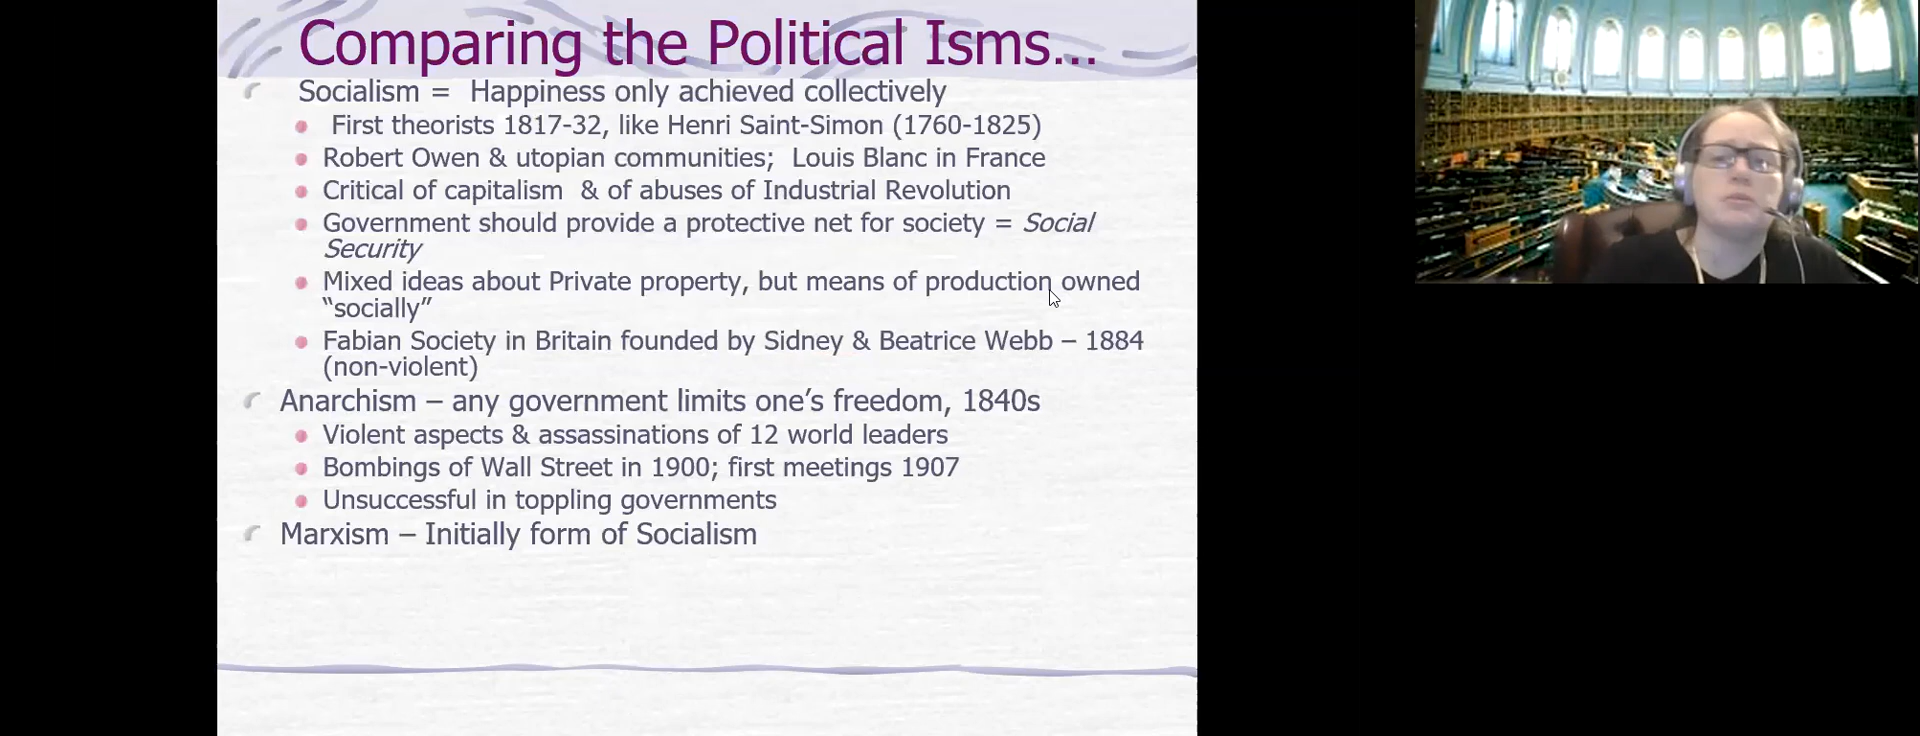 Comparing the Political Isms...
Socialism = Happiness only achieved collectively
First theorists 1817-32, like Henri Saint-Simon (1760-1825)
Robert Owen & utopian communities; Louis Blanc in France
Critical of capitalism & of abuses of Industrial Revolution
Government should provide a protective net for society = Social
Security
Mixed ideas about Private property, but means of production owned
“socially”
Fabian Society in Britain founded by Sidney & Beatrice Webb – 1884
(non-violent)
Anarchism – any government limits one’s freedom, 1840s
Violent aspects & assassinations of 12 world leaders
Bombings of Wall Street in 1900; first meetings 1907
Unsuccessful in toppling governments
Marxism – Initially form of Socialism